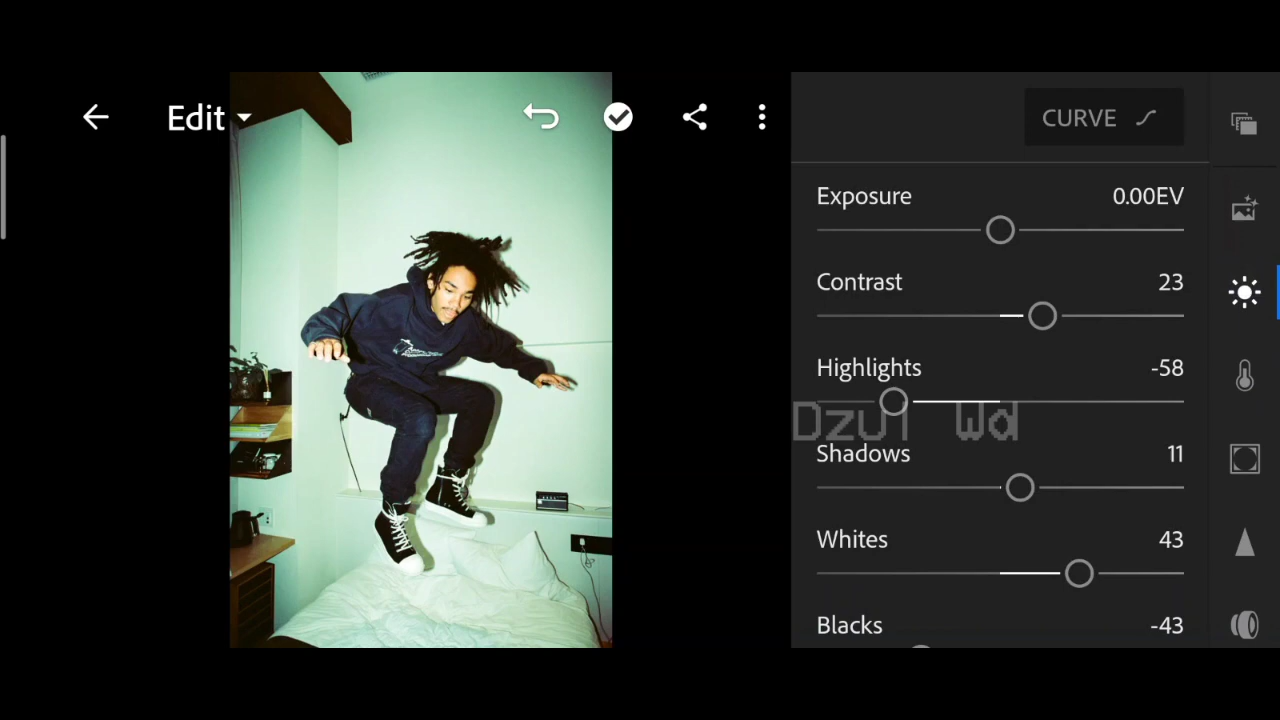 Edit
CURVE
Exposure 0.00EV
Contrast 23
Highlights -58
Dzul Wd
Shadows 11
Whites 43
Blacks -43